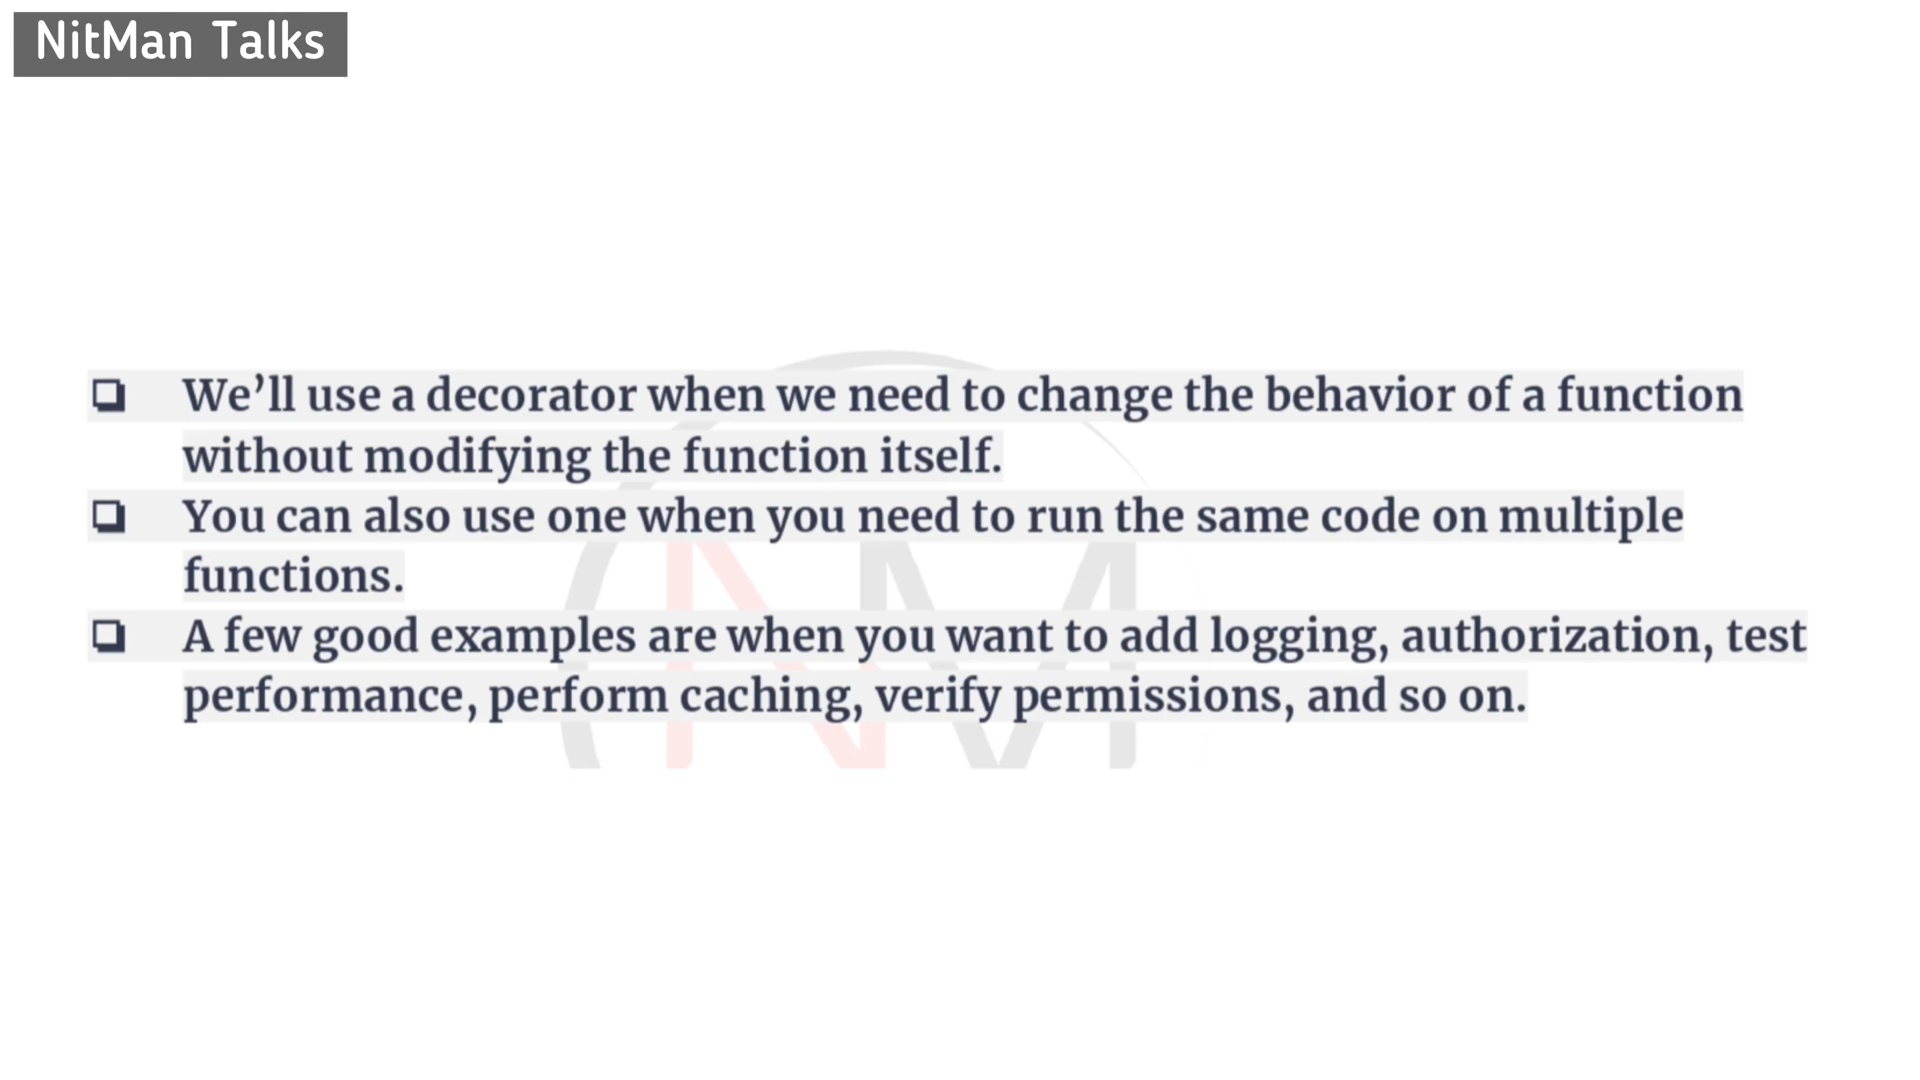 NitMan Talks
❏ We’ll use a decorator when we need to change the behavior of a function
without modifying the function itself.
❏ You can also use one when you need to run the same code on multiple
functions.
❏ A few good examples are when you want to add logging, authorization, test
performance, perform caching, verify permissions, and so on.
NM